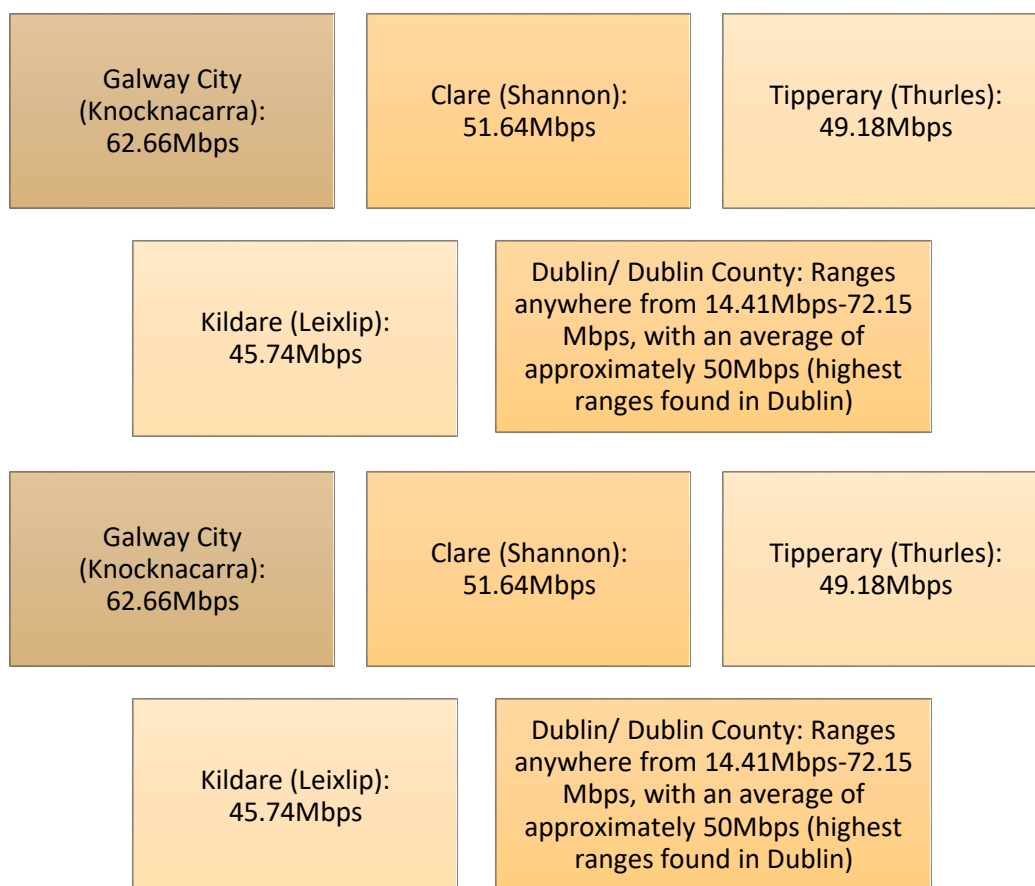 Galway City
(Knocknacarra):
62.66Mbps
Clare (Shannon):
51.64Mbps
Tipperary (Thurles):
49.18Mbps
Kildare (Leixlip):
45.74Mbps
Dublin/ Dublin County: Ranges
anywhere from 14.41Mbps-72.15
Mbps, with an average of
approximately 50Mbps (highest
ranges found in Dublin)
Galway City
(Knocknacarra):
62.66Mbps
Clare (Shannon):
51.64Mbps
Tipperary (Thurles):
49.18Mbps
Kildare (Leixlip):
45.74Mbps
Dublin/ Dublin County: Ranges
anywhere from 14.41Mbps-72.15
Mbps, with an average of
approximately 50Mbps (highest
ranges found in Dublin)